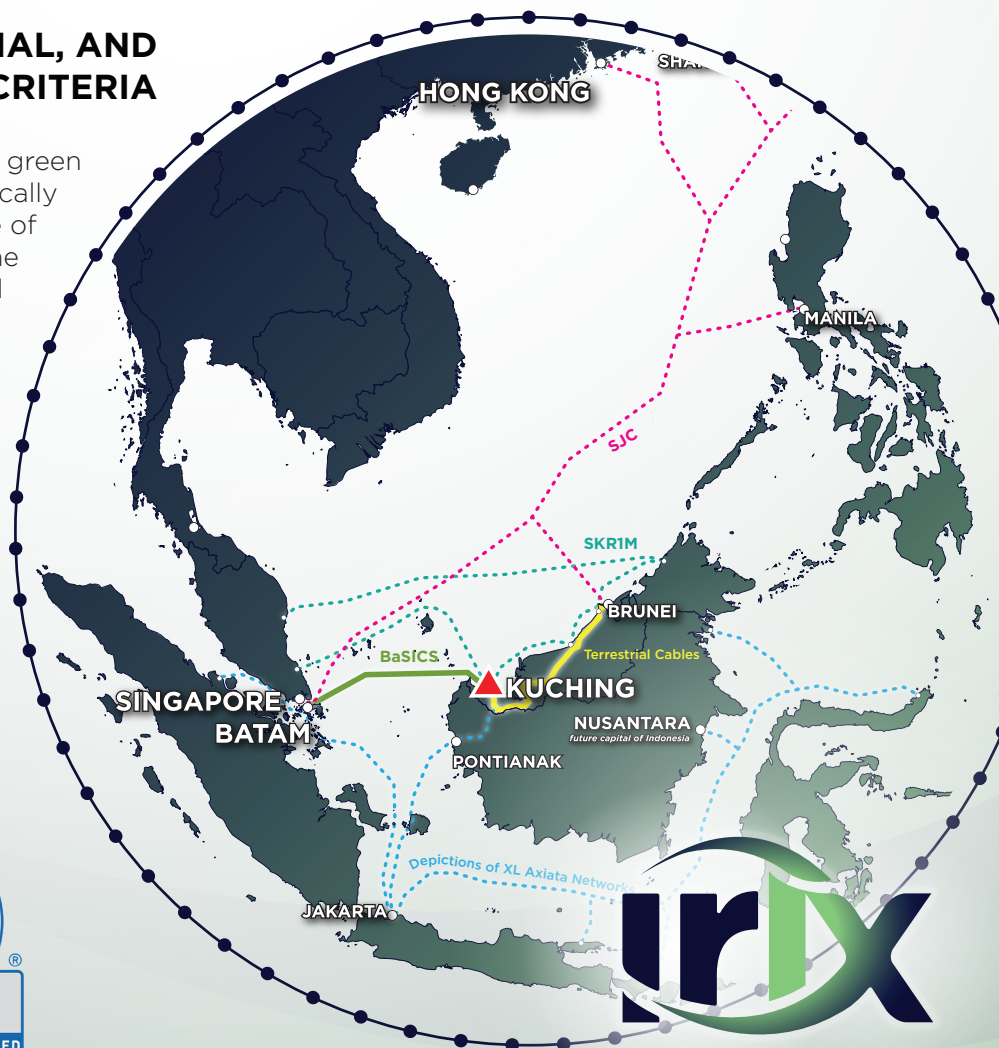 IAL, AND
CRITERIA
green
cally
of
HONG KONG
MANILA
SJC
SKR1M
BRUNEI
Terrestrial Cables
BaSICS
KUCHING
SINGAPORE
BATAM
NUSANTARA
future capital of Indonesia
PONTIANAK
Depictions of XL Axiata Networks
JAKARTA
irix
®
ED